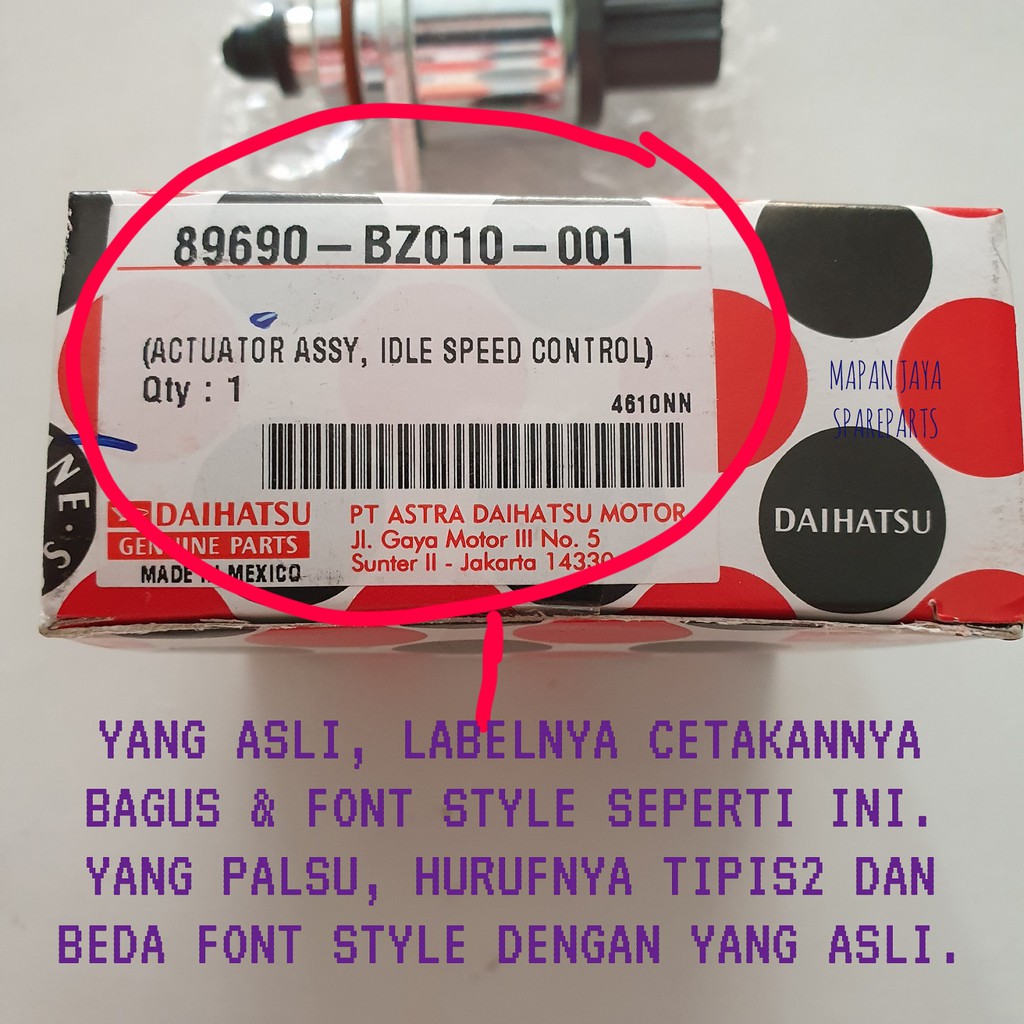 89690-BZ010-001
(ACTUATOR ASSY, IDLE SPEED CONTROL)
Qty : 1
4610NN
DAIHATSU
GENUINE PARTS
MADE IN MEXICO
PT ASTRA DAIHATSU MOTOR
Jl. Gaya Motor III No. 5
Sunter II - Jakarta 14330
MAPAN JAYA
SPAREPARTS
DAIHATSU
NE · S
YANG ASLI, LABELNYA CETAKANNYA
BAGUS & FONT STYLE SEPERTI INI.
YANG PALSU, HURUFNYA TIPIS2 DAN
BEDA FONT STYLE DENGAN YANG ASLI.